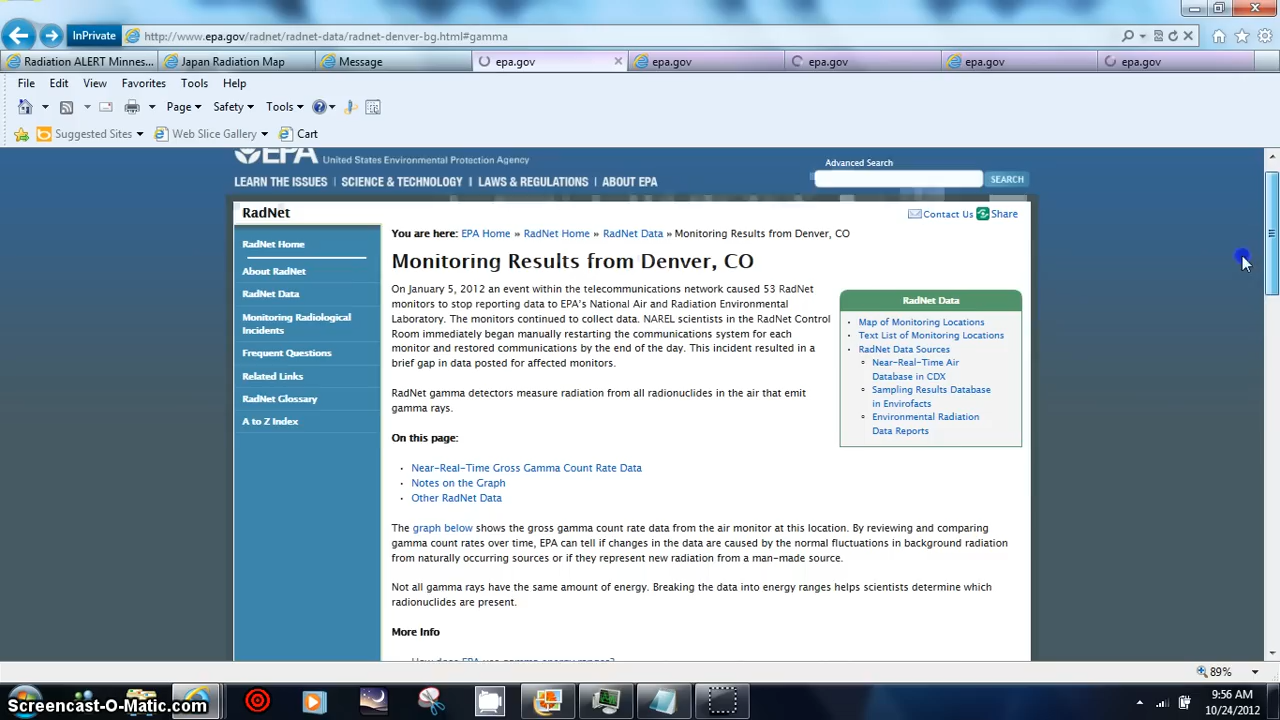 InPrivate
http://www.epa.gov/radnet/radnet-data/radnet-denver-bg.html#gamma
Radiation ALERT Minnes... Japan Radiation Map Message epa.gov epa.gov epa.gov epa.gov epa.gov
File Edit View Favorites Tools Help
Page Safety Tools
Suggested Sites Web Slice Gallery Cart
EPA United States Environmental Protection Agency
Advanced Search
LEARN THE ISSUES | SCIENCE & TECHNOLOGY | LAWS & REGULATIONS | ABOUT EPA
SEARCH
RadNet
Contact Us Share
RadNet Home
About RadNet
RadNet Data
Monitoring Radiological
Incidents
Frequent Questions
Related Links
RadNet Glossary
A to Z Index
You are here: EPA Home » RadNet Home » RadNet Data » Monitoring Results from Denver, CO
Monitoring Results from Denver, CO
On January 5, 2012 an event within the telecommunications network caused 53 RadNet
monitors to stop reporting data to EPA's National Air and Radiation Environmental
Laboratory. The monitors continued to collect data. NAREL scientists in the RadNet Control
Room immediately began manually restarting the communications system for each
monitor and restored communications by the end of the day. This incident resulted in a
brief gap in data posted for affected monitors.
RadNet gamma detectors measure radiation from all radionuclides in the air that emit
gamma rays.
RadNet Data
Map of Monitoring Locations
Text List of Monitoring Locations
RadNet Data Sources
Near-Real-Time Air
Database in CDX
Sampling Results Database
in Envirofacts
Environmental Radiation
Data Reports
On this page:
Near-Real-Time Gross Gamma Count Rate Data
Notes on the Graph
Other RadNet Data
The graph below shows the gross gamma count rate data from the air monitor at this location. By reviewing and comparing
gamma count rates over time, EPA can tell if changes in the data are caused by the normal fluctuations in background radiation
from naturally occurring sources or if they represent new radiation from a man-made source.
Not all gamma rays have the same amount of energy. Breaking the data into energy ranges helps scientists determine which
radionuclides are present.
More Info
How does EPA use gamma energy ranges?
89%
Screencast-O-Matic.com
9:56 AM
10/24/2012